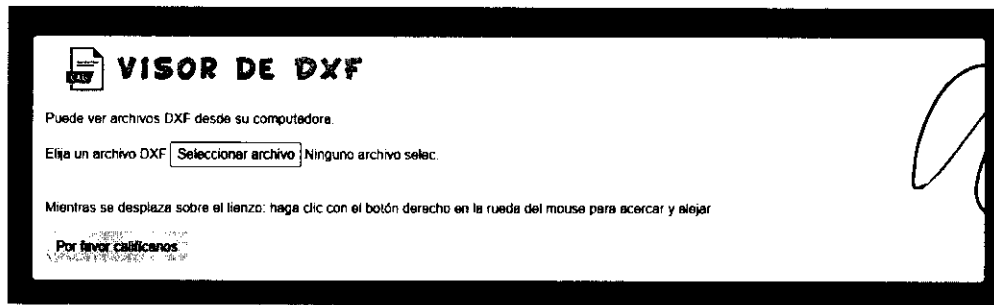 VISOR DE DXF
Puede ver archivos DXF desde su computadora.
Elija un archivo DXF Seleccionar archivo Ninguno archivo selec.
Mientras se desplaza sobre el lienzo: haga clic con el botón derecho en la rueda del mouse para acercar y alejar
Por favor califícanos